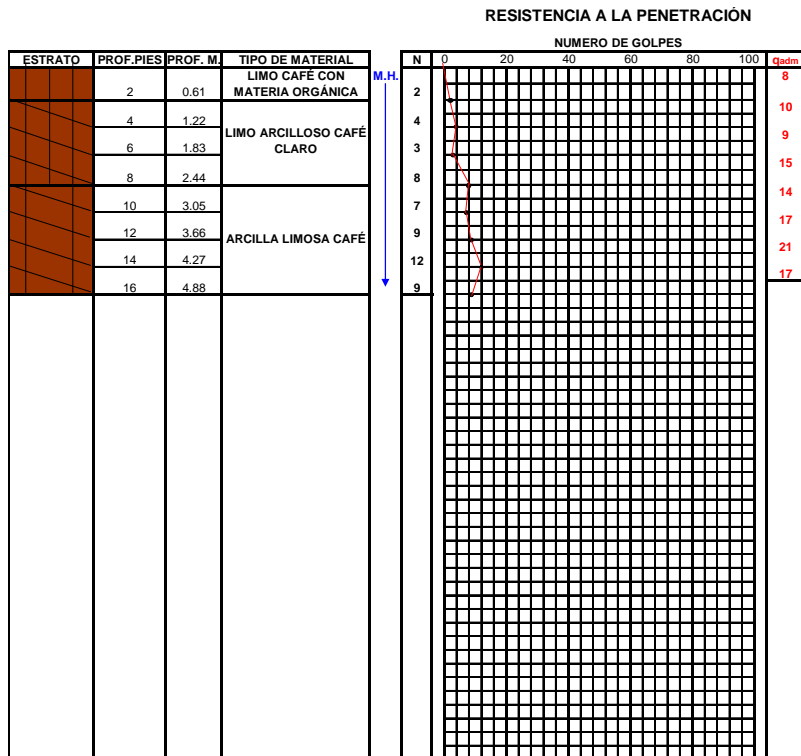 RESISTENCIA A LA PENETRACIÓN
NUMERO DE GOLPES
ESTRATO PROF.PIES PROF. M. TIPO DE MATERIAL N 0 20 40 60 80 100 qadm
M.H.
LIMO CAFÉ CON
MATERIA ORGÁNICA
2 0.61 2 8
4 1.22 4 10
LIMO ARCILLOSO CAFÉ
CLARO
6 1.83 3 9
8 2.44 8 15
10 3.05 7 14
12 3.66 9 17
ARCILLA LIMOSA CAFÉ
14 4.27 12 21
16 4.88 9 17